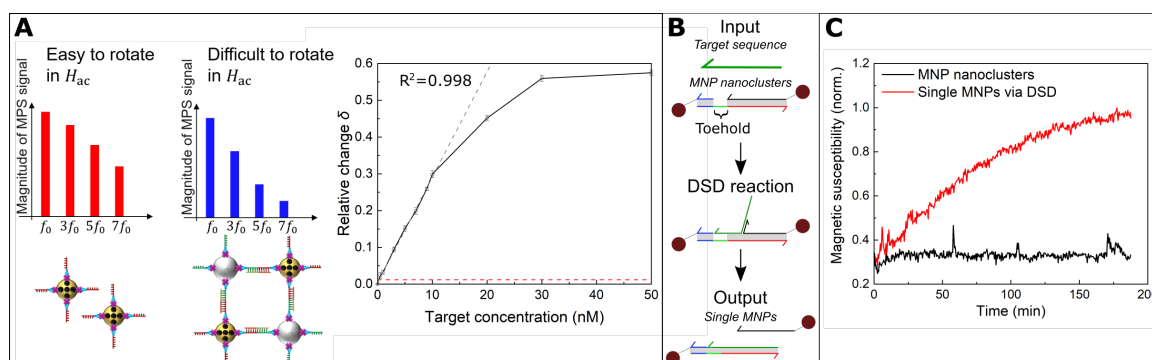 A
Easy to rotate
in H_ac
Magnitude of MPS signal
f₀ 3f₀ 5f₀ 7f₀
Difficult to rotate
in H_ac
Magnitude of MPS signal
f₀ 3f₀ 5f₀ 7f₀
R²=0.998
Relative change δ
0.6
0.5
0.4
0.3
0.2
0.1
0.0
0 10 20 30 40 50
Target concentration (nM)
B
Input
Target sequence
MNP nanoclusters
Toehold
DSD reaction
Output
Single MNPs
C
MNP nanoclusters
Single MNPs via DSD
Magnetic susceptibility (norm.)
1.2
1.0
0.8
0.6
0.4
0.2
0 50 100 150 200
Time (min)